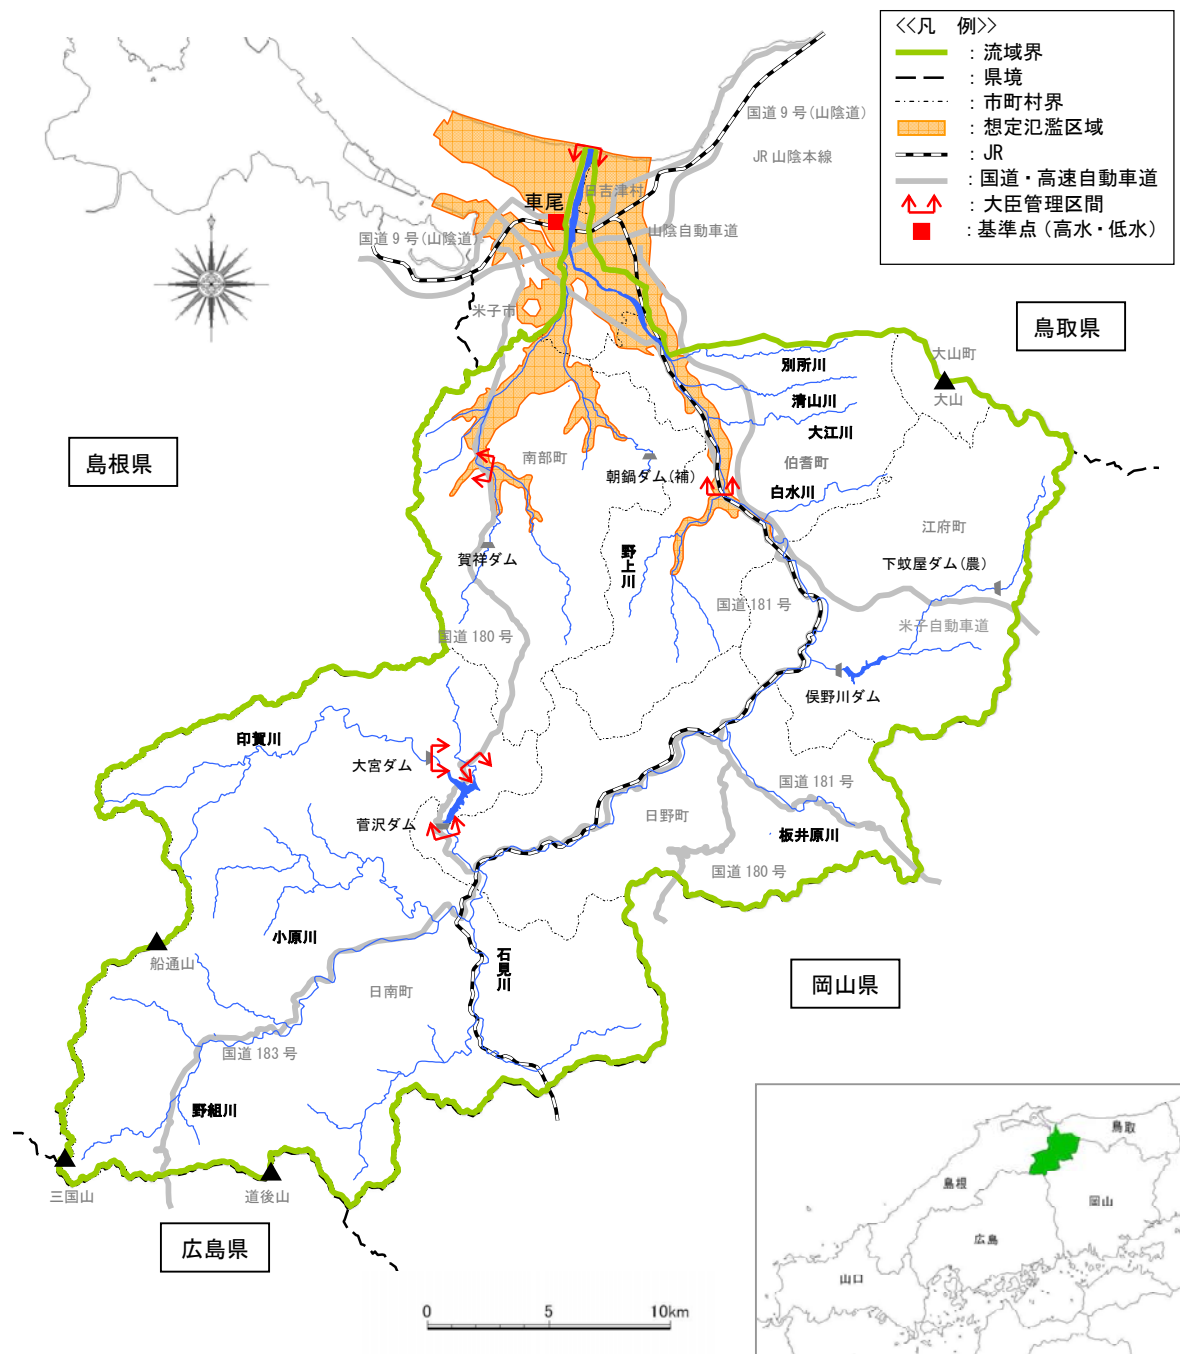 <<凡 例>>
：流域界
：県境
：市町村界
：想定氾濫区域
：JR
：国道・高速自動車道
：大臣管理区間
：基準点（高水・低水）
国道9号(山陰道)
JR山陰本線
日吉津村
車尾
山陰自動車道
国道9号(山陰道)
米子市
鳥取県
大山町
別所川
大山
清山川
大江川
島根県
南部町
伯耆町
朝鍋ダム(補)
白水川
江府町
賀祥ダム
野上川
下蚊屋ダム(農)
国道181号
米子自動車道
国道180号
俣野川ダム
印賀川
大宮ダム
国道181号
菅沢ダム
日野町
板井原川
国道180号
小原川
船通山
石見川
日南町
岡山県
国道183号
野組川
三国山
道後山
広島県
鳥取
島根
岡山
広島
山口
0
5
10km